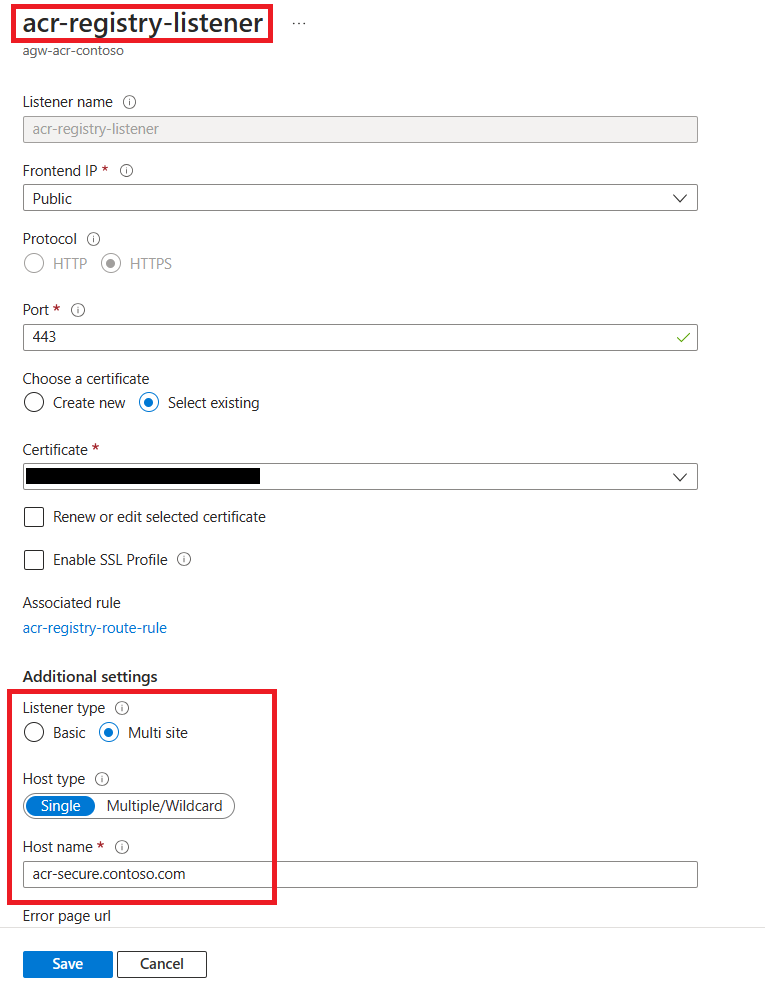 acr-registry-listener ...
agw-acr-contoso
Listener name
acr-registry-listener
Frontend IP *
Public
Protocol
HTTP HTTPS
Port *
443
Choose a certificate
Create new Select existing
Certificate *
Renew or edit selected certificate
Enable SSL Profile
Associated rule
acr-registry-route-rule
Additional settings
Listener type
Basic Multi site
Host type
Single Multiple/Wildcard
Host name *
acr-secure.contoso.com
Error page url
Save Cancel